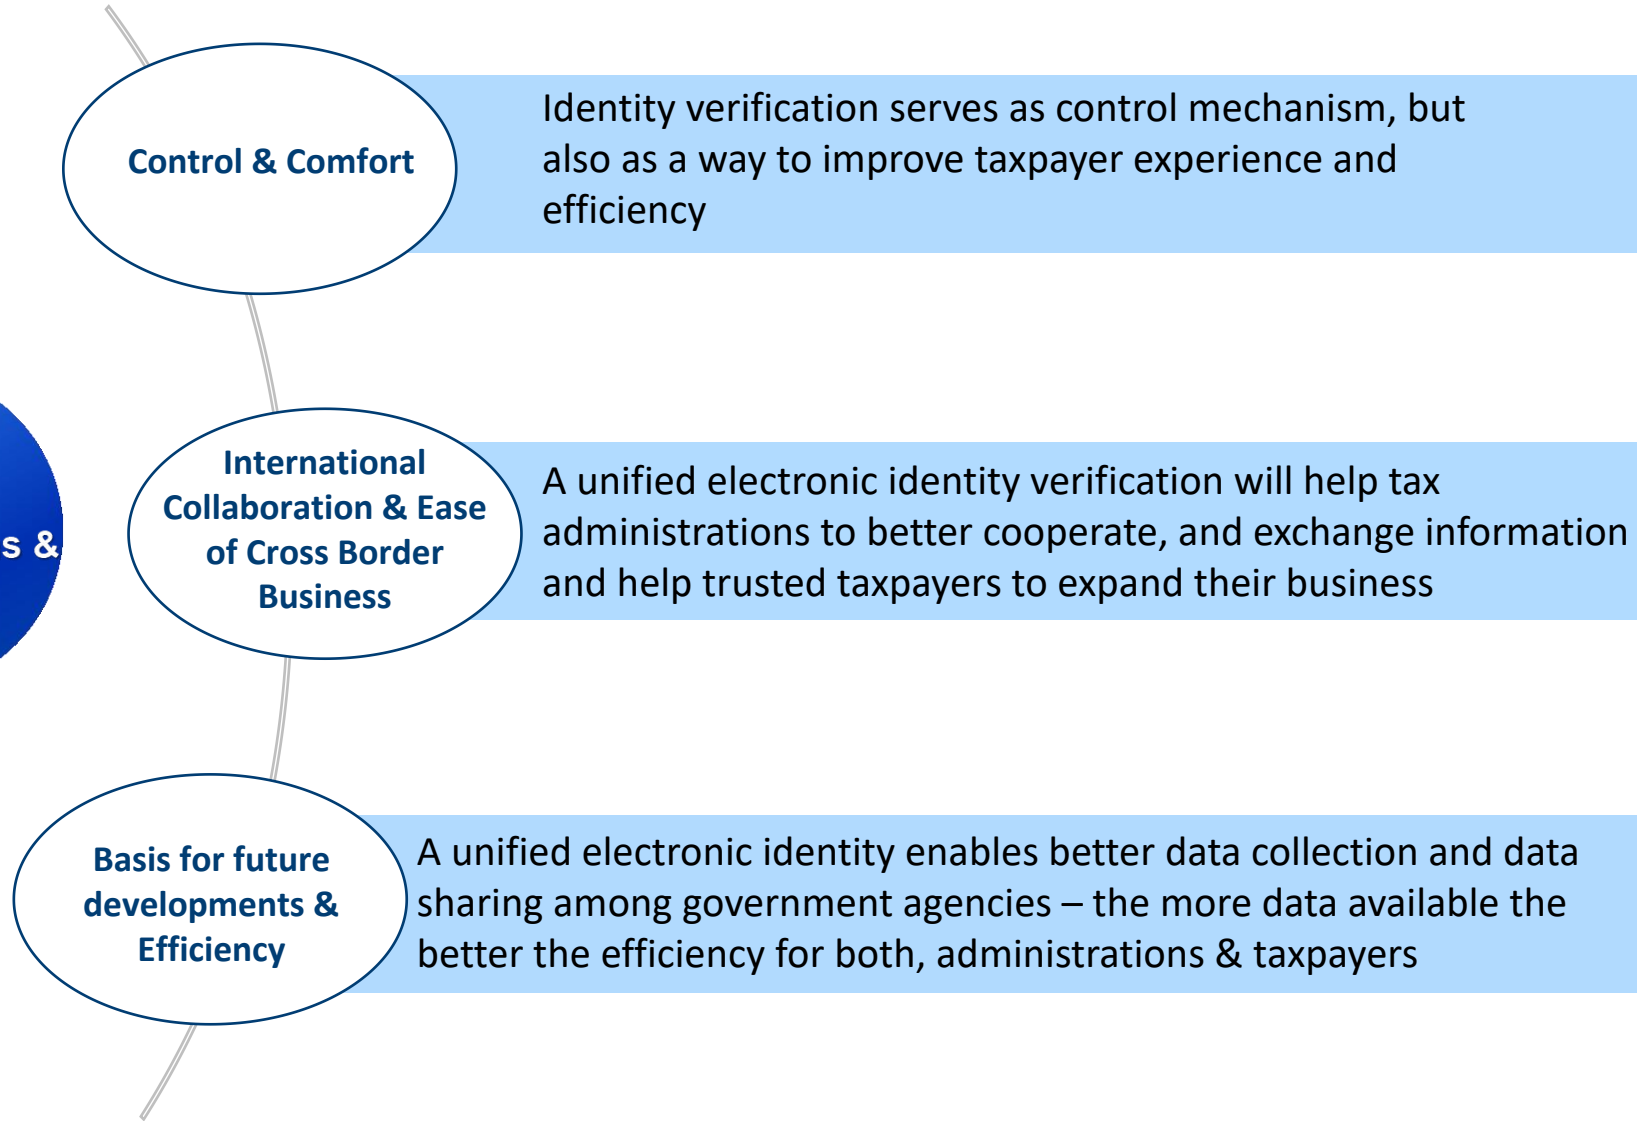 Control & Comfort
Identity verification serves as control mechanism, but
also as a way to improve taxpayer experience and
efficiency
International
Collaboration & Ease
of Cross Border
Business
A unified electronic identity verification will help tax
administrations to better cooperate, and exchange information
and help trusted taxpayers to expand their business
s &
Basis for future
developments &
Efficiency
A unified electronic identity enables better data collection and data
sharing among government agencies – the more data available the
better the efficiency for both, administrations & taxpayers